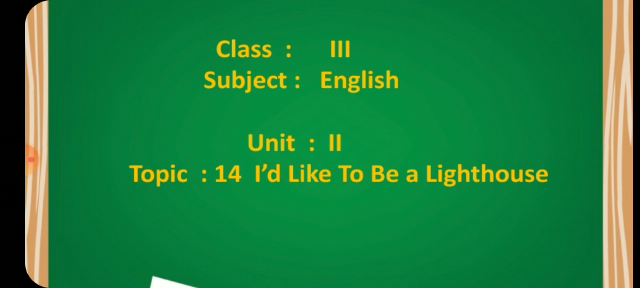 Class : III
Subject : English
Unit : II
Topic : 14 I’d Like To Be a Lighthouse